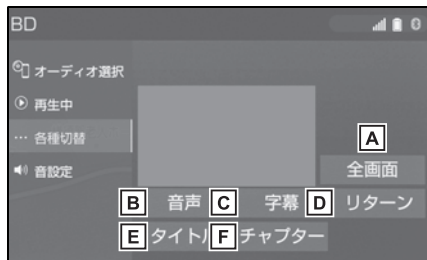 BD
オーディオ選択
再生中
… 各種切替
音設定
A
全画面
B 音声 C 字幕 D リターン
E タイトル F チャプター